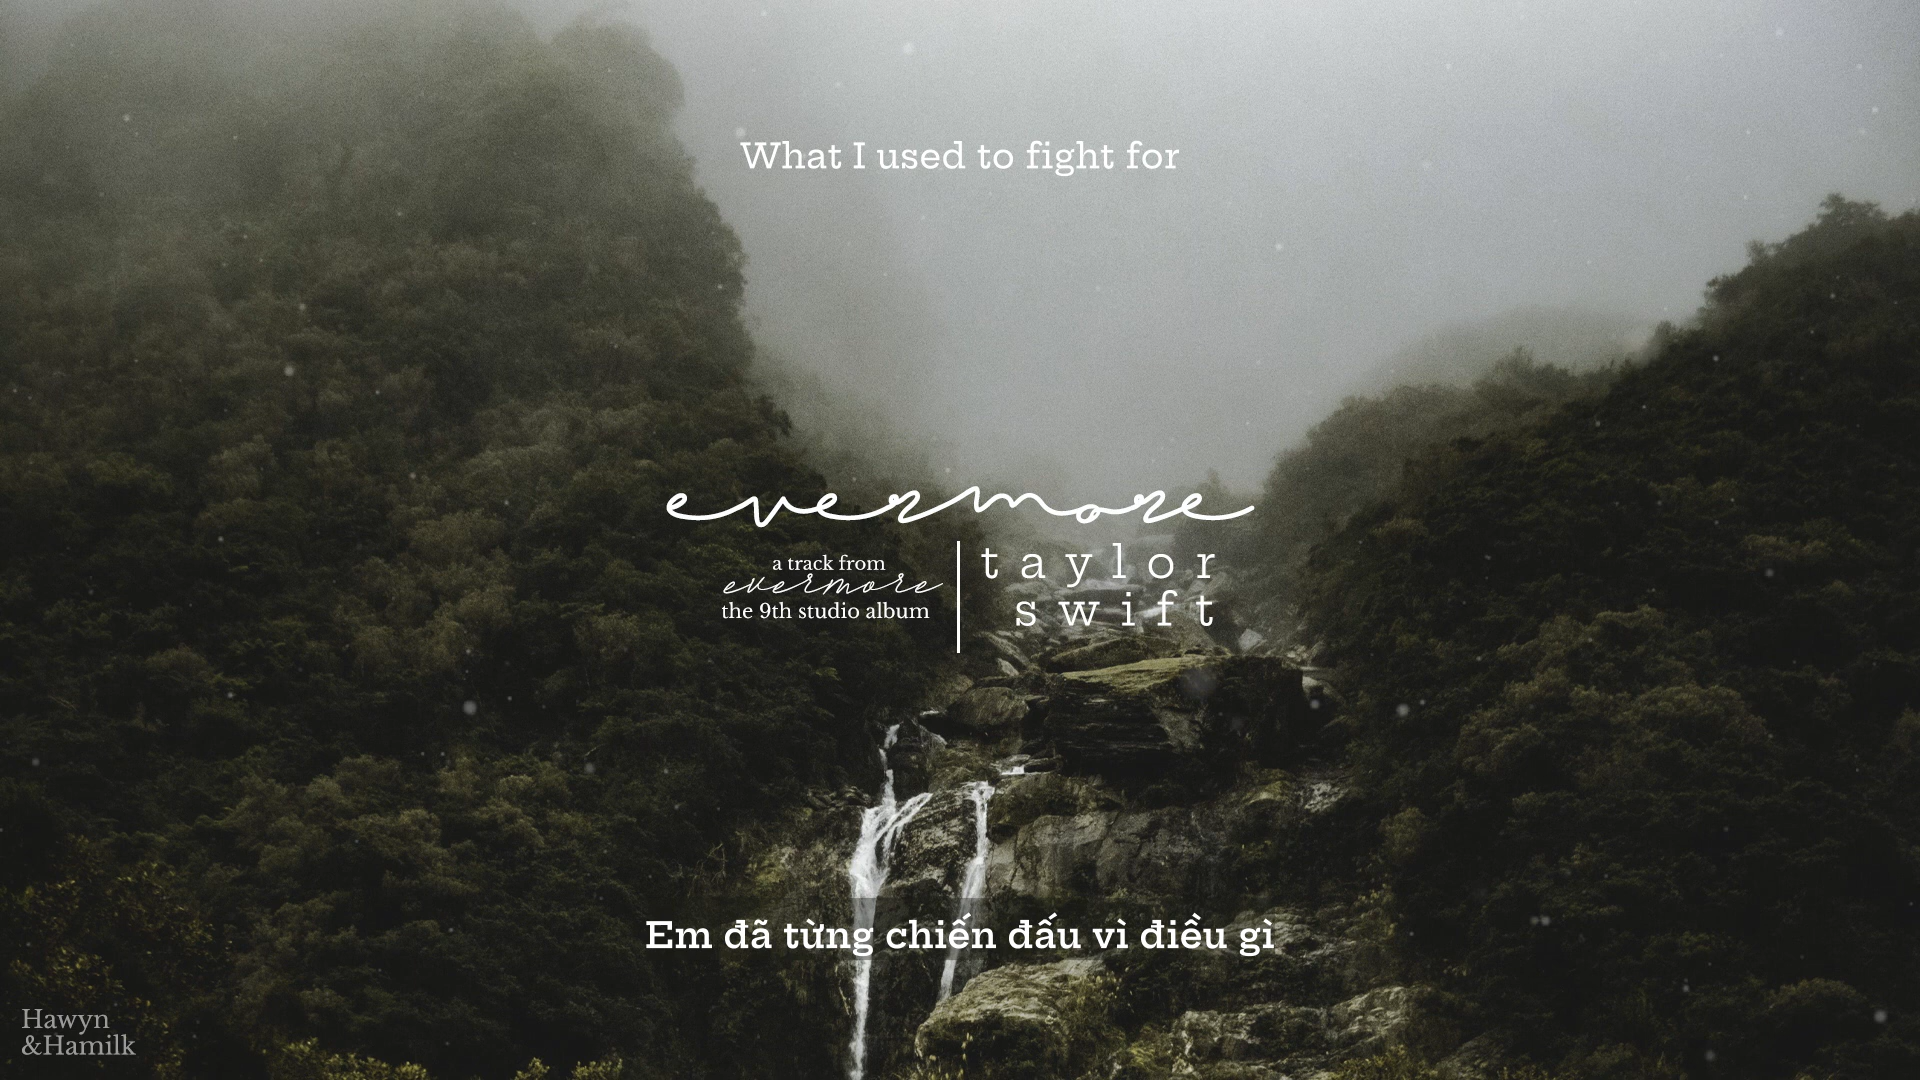 What I used to fight for
evermore
a track from
evermore
the 9th studio album
taylor
swift
Em đã từng chiến đấu vì điều gì
Hawyn
&Hamilk